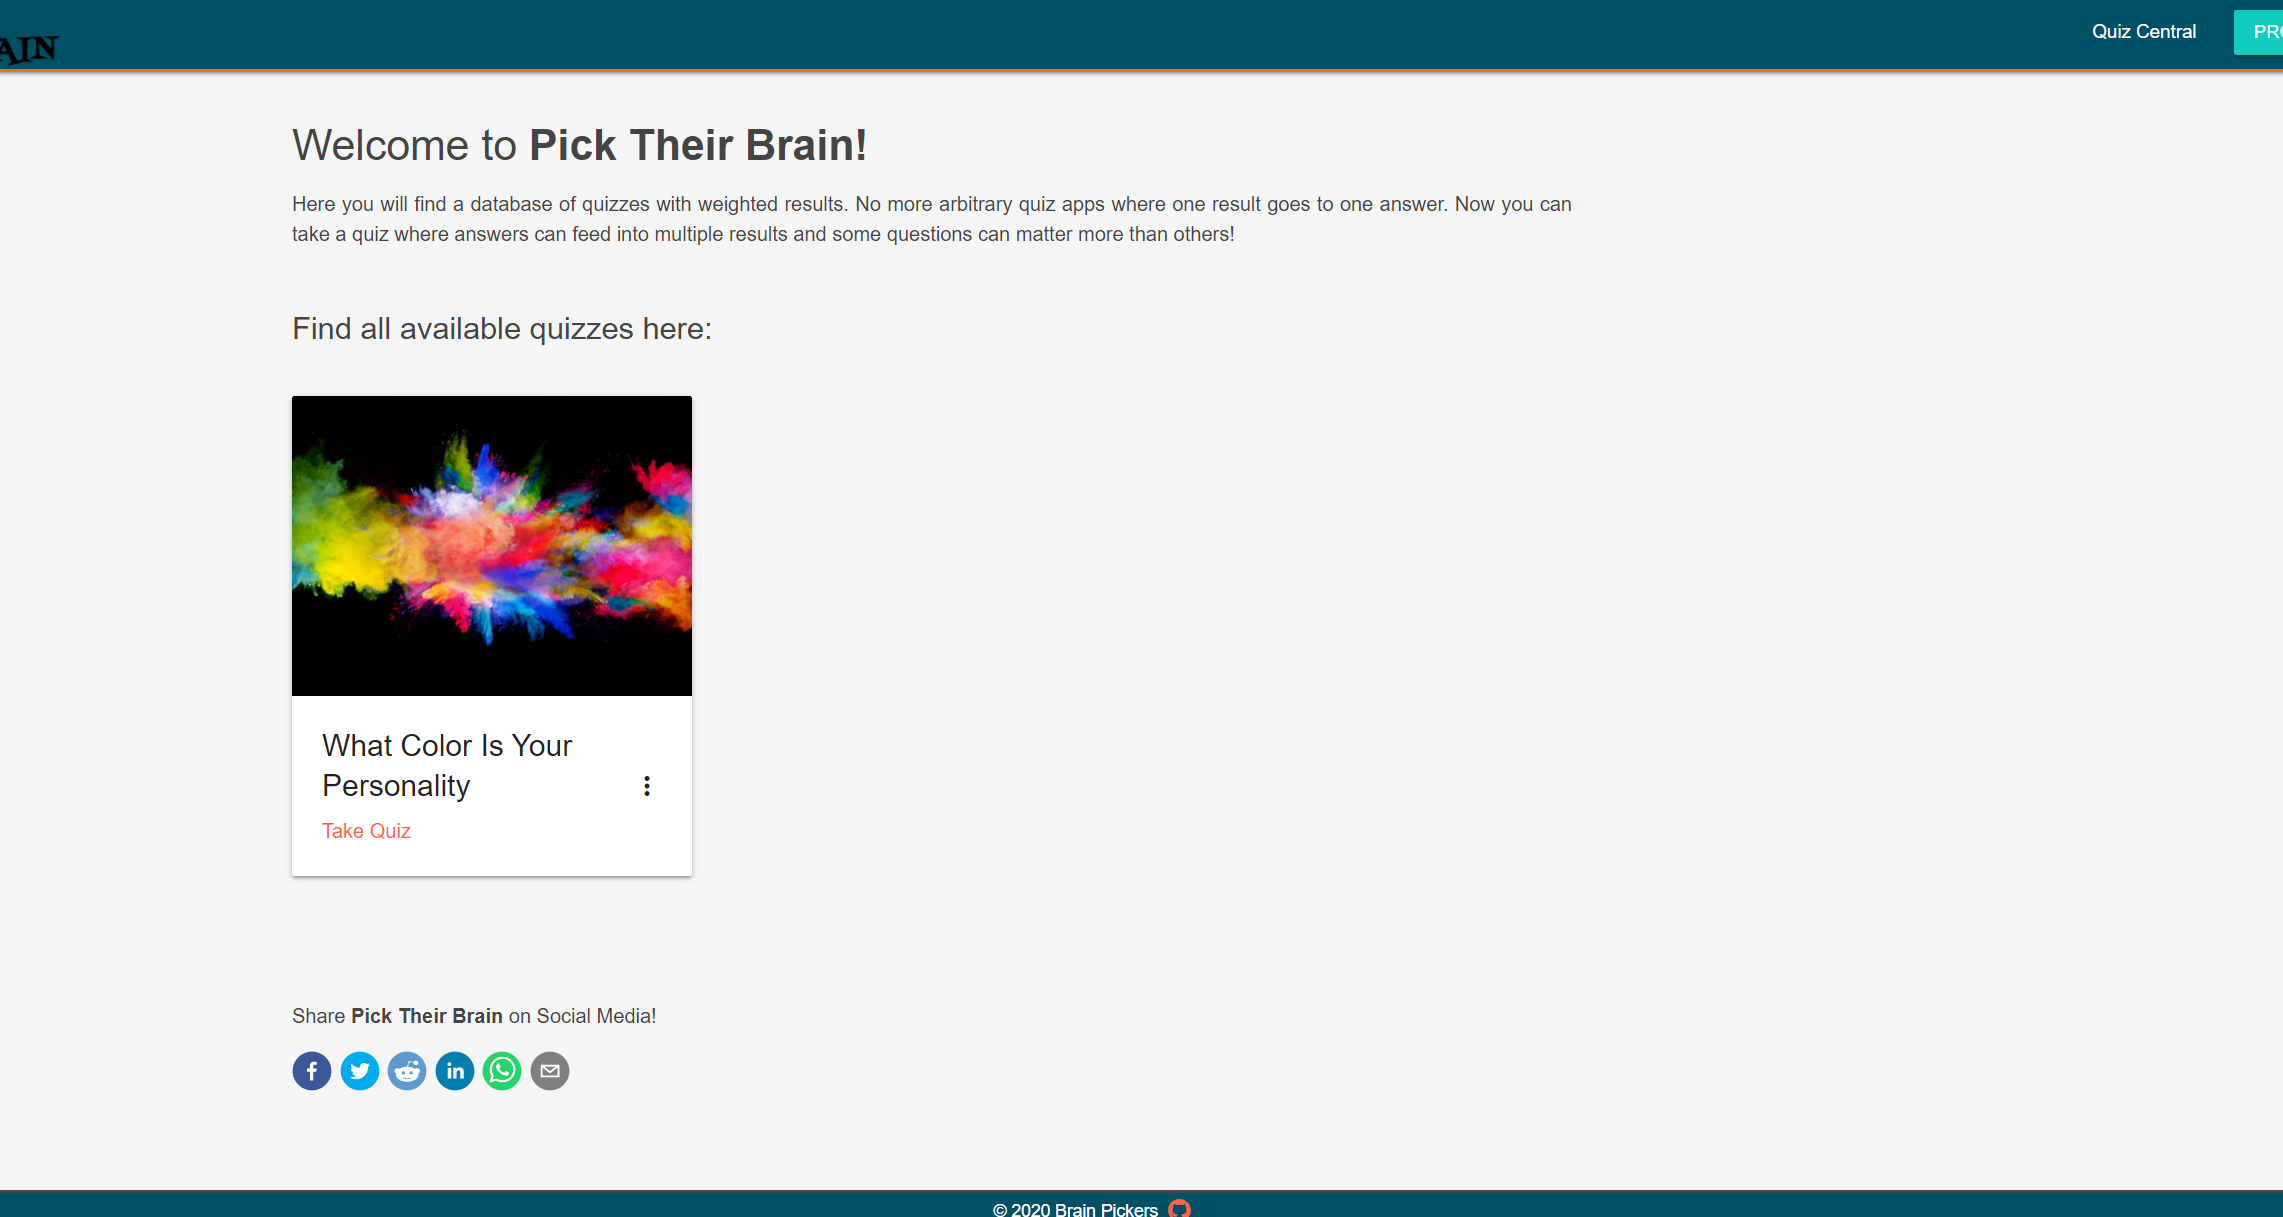 Quiz Central
Welcome to Pick Their Brain!
Here you will find a database of quizzes with weighted results. No more arbitrary quiz apps where one result goes to one answer. Now you can
take a quiz where answers can feed into multiple results and some questions can matter more than others!
Find all available quizzes here:
What Color Is Your
Personality
Take Quiz
Share Pick Their Brain on Social Media!
© 2020 Brain Pickers